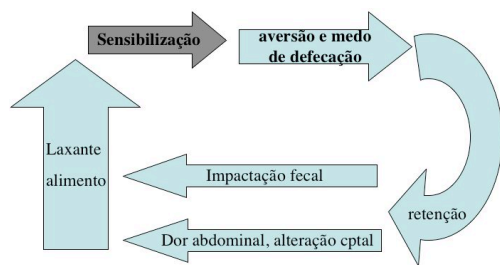 Sensibilização
aversão e medo
de defecação
Laxante
alimento
Impactação fecal
retenção
Dor abdominal, alteração cptal